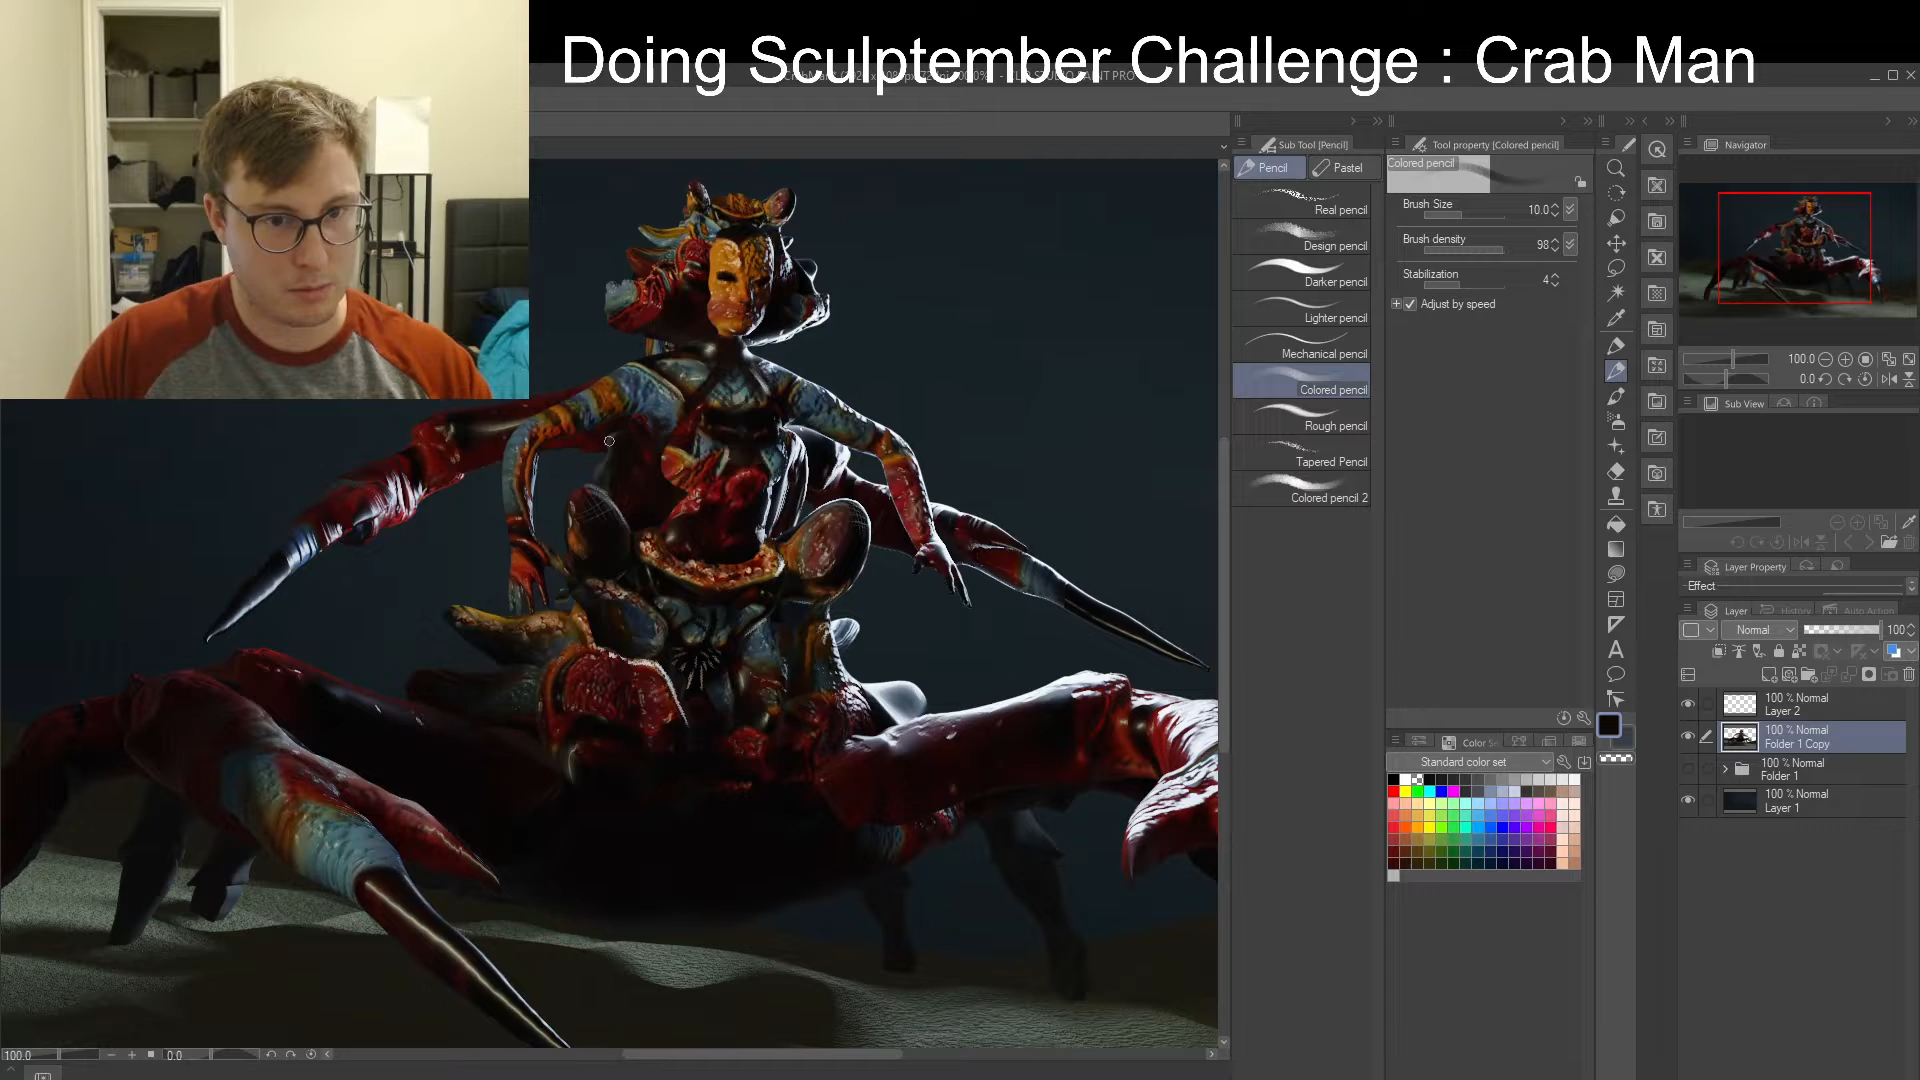 Doing Sculptember Challenge : Crab Man
Sub Tool [Pencil]
Tool property [Colored pencil]
Navigator
Pencil
Pastel
Colored pencil
Real pencil
Brush Size
10.0
Design pencil
Brush density
98
Darker pencil
Stabilization
4
Adjust by speed
Lighter pencil
Mechanical pencil
100.0
Colored pencil
0.0
Sub View
Rough pencil
Tapered Pencil
Colored pencil 2
Layer Property
Effect
Layer
History
Auto Action
Normal
100
100 % Normal
Layer 2
100 % Normal
Folder 1 Copy
Standard color set
100 % Normal
Folder 1
100 % Normal
Layer 1
100.0
0.0